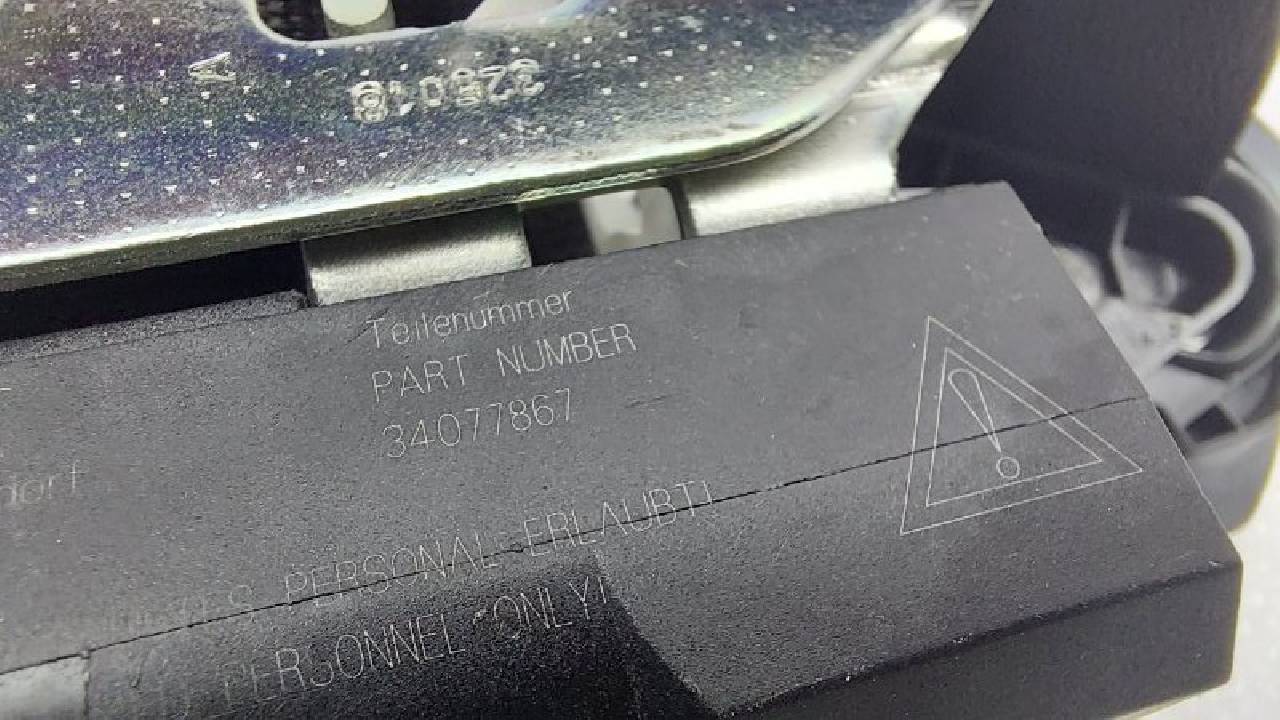 A
Teilenummer
PART NUMBER
34077867
PERSONAL ERLAUBT!
PERSONNEL ONLY!